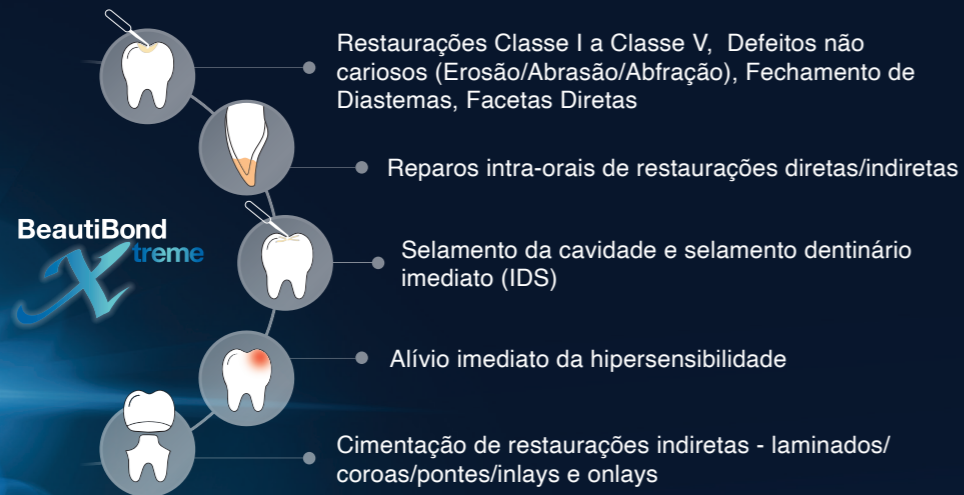 Restaurações Classe I a Classe V, Defeitos não
cariosos (Erosão/Abrasão/Abfração), Fechamento de
Diastemas, Facetas Diretas
Reparos intra-orais de restaurações diretas/indiretas
BeautiBond
Xtreme
Selamento da cavidade e selamento dentinário
imediato (IDS)
Alívio imediato da hipersensibilidade
Cimentação de restaurações indiretas - laminados/
coroas/pontes/inlays e onlays